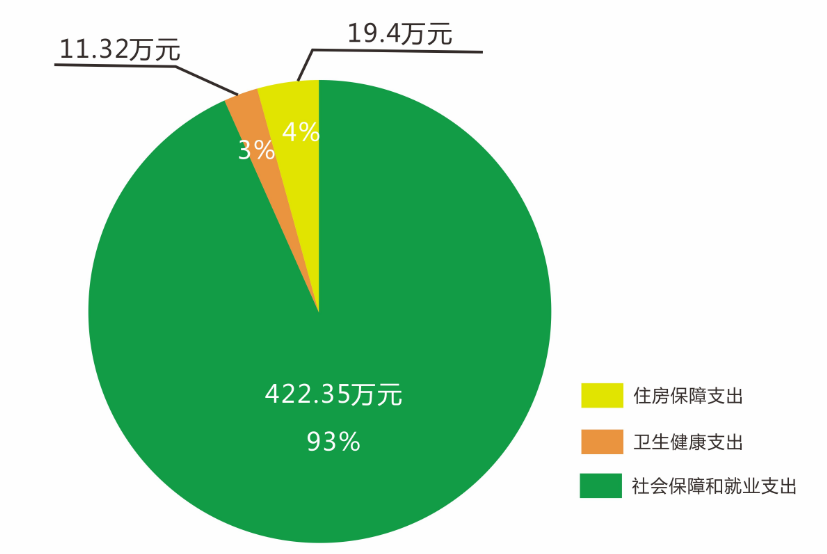 19.4万元
11.32万元
4%
3%
422.35万元
93%
住房保障支出
卫生健康支出
社会保障和就业支出